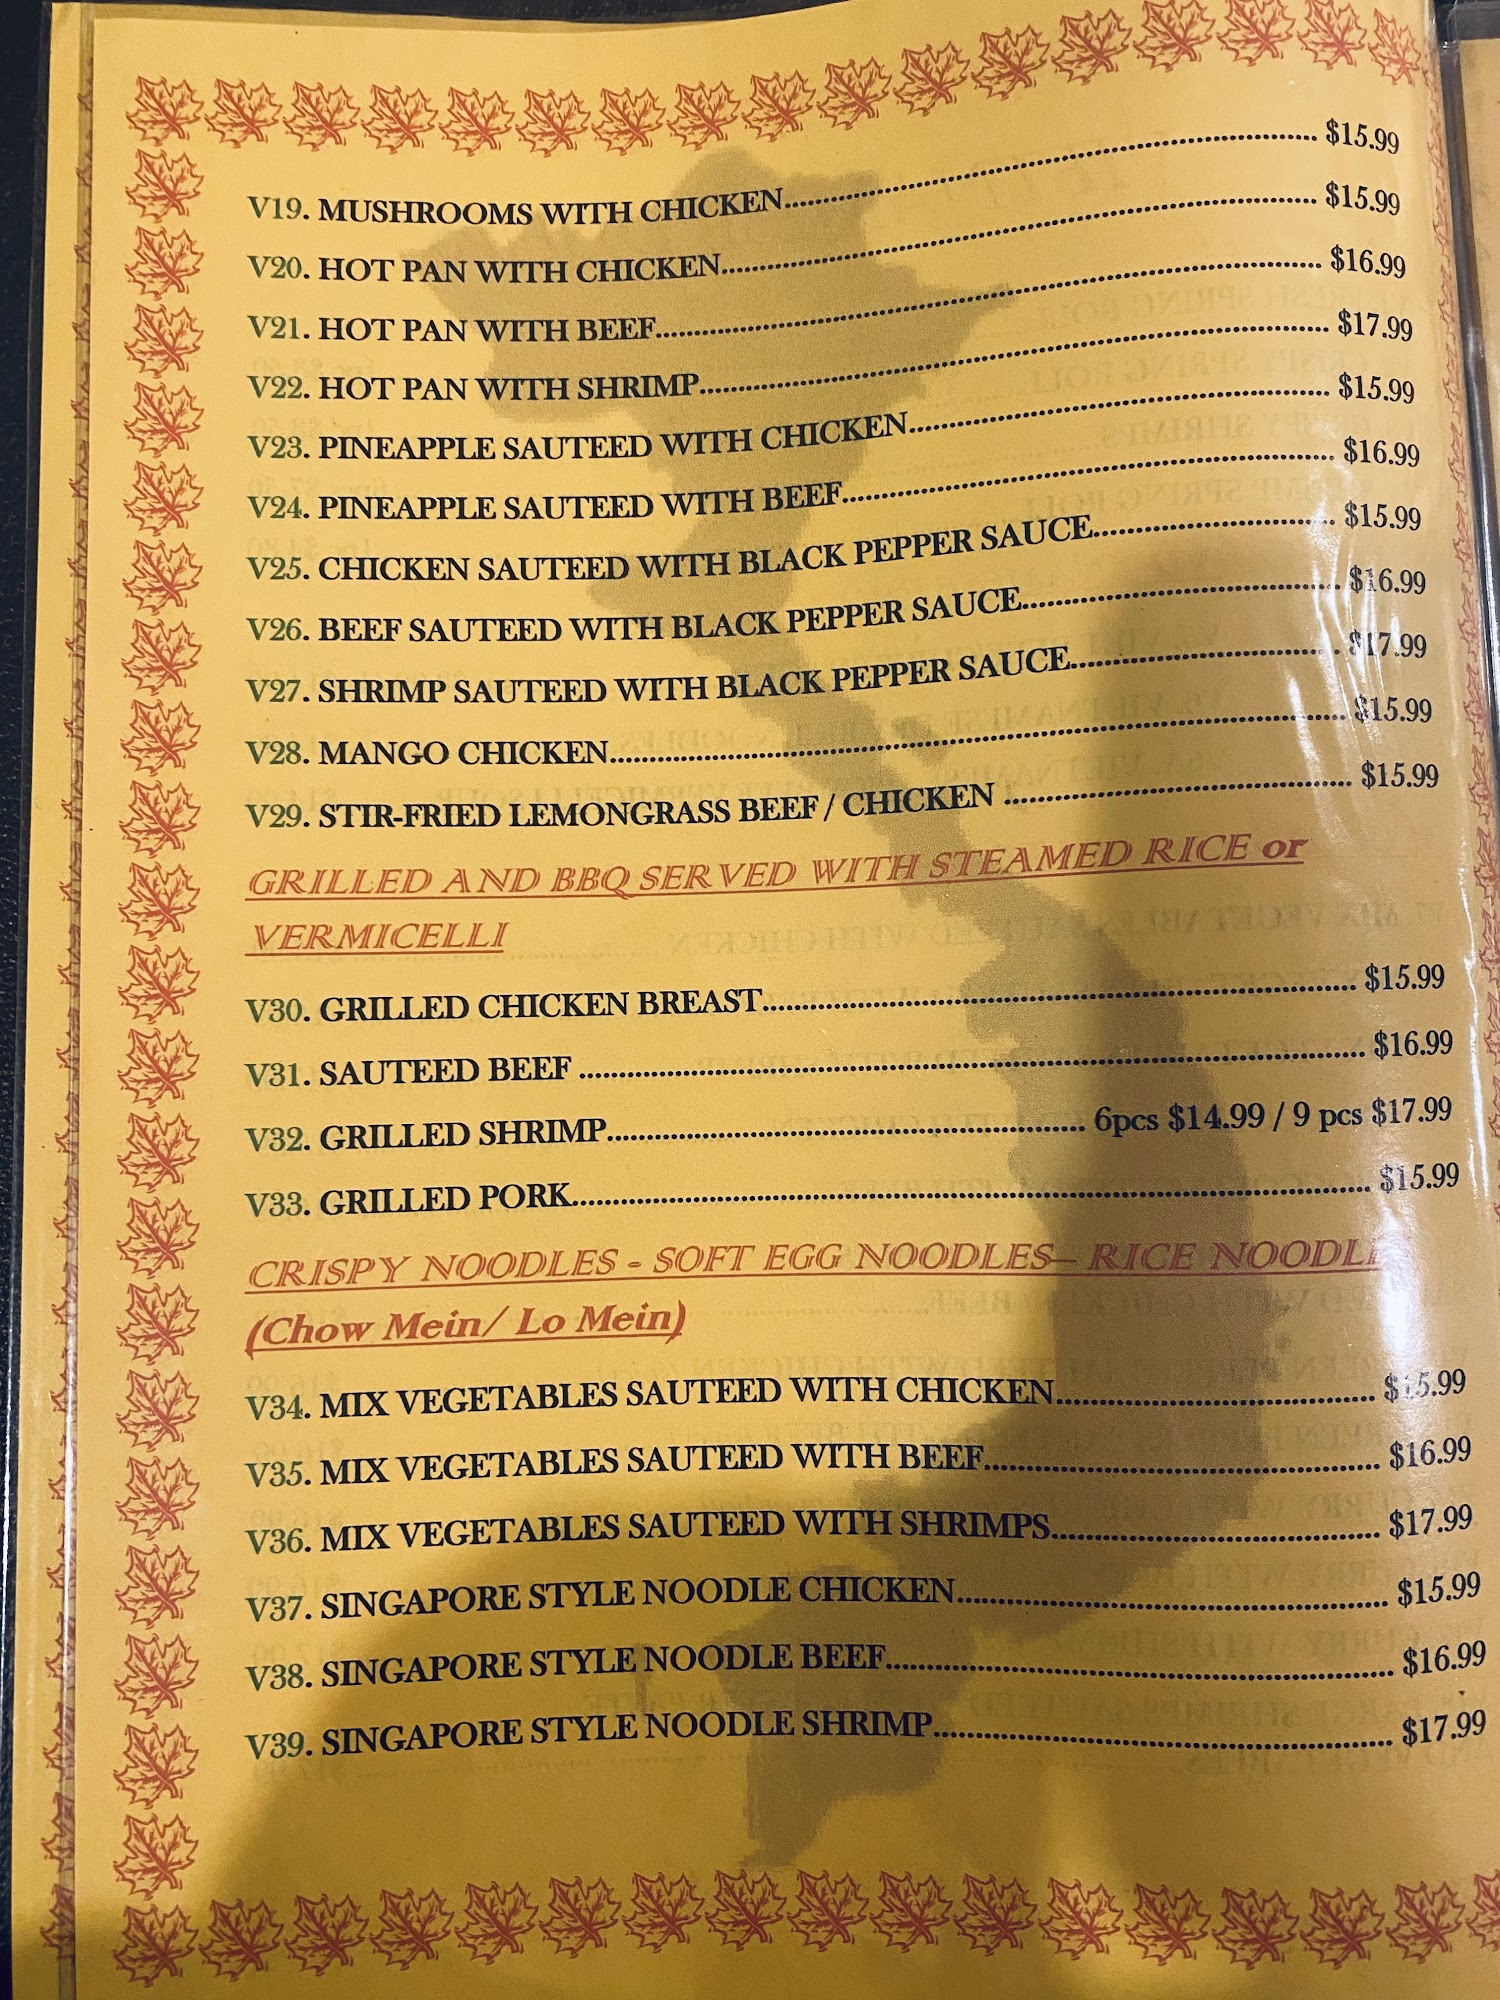 V19. MUSHROOMS WITH CHICKEN $15.99
V20. HOT PAN WITH CHICKEN $15.99
V21. HOT PAN WITH BEEF $16.99
V22. HOT PAN WITH SHRIMP $17.99
V23. PINEAPPLE SAUTEED WITH CHICKEN $15.99
V24. PINEAPPLE SAUTEED WITH BEEF $16.99
V25. CHICKEN SAUTEED WITH BLACK PEPPER SAUCE $15.99
V26. BEEF SAUTEED WITH BLACK PEPPER SAUCE $16.99
V27. SHRIMP SAUTEED WITH BLACK PEPPER SAUCE $17.99
V28. MANGO CHICKEN $15.99
V29. STIR-FRIED LEMONGRASS BEEF / CHICKEN $15.99
GRILLED AND BBQ SERVED WITH STEAMED RICE or
VERMICELLI
V30. GRILLED CHICKEN BREAST $15.99
V31. SAUTEED BEEF $16.99
V32. GRILLED SHRIMP 6pcs $14.99 / 9 pcs $17.99
V33. GRILLED PORK $15.99
CRISPY NOODLES - SOFT EGG NOODLES– RICE
(Chow Mein/ Lo Mein)
V34. MIX VEGETABLES SAUTEED WITH CHICKEN $15.99
V35. MIX VEGETABLES SAUTEED WITH BEEF $16.99
V36. MIX VEGETABLES SAUTEED WITH SHRIMPS $17.99
V37. SINGAPORE STYLE NOODLE CHICKEN $15.99
V38. SINGAPORE STYLE NOODLE BEEF $16.99
V39. SINGAPORE STYLE NOODLE SHRIMP $17.99